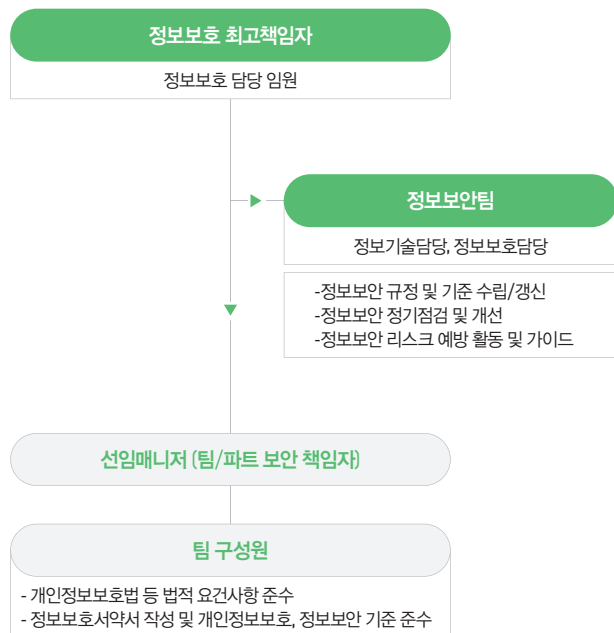 정보보호 최고책임자
정보보호 담당 임원
정보보안팀
정보기술담당, 정보보호담당
-정보보안 규정 및 기준 수립/갱신
-정보보안 정기점검 및 개선
-정보보안 리스크 예방 활동 및 가이드
선임매니저 (팀/파트 보안 책임자)
팀 구성원
- 개인정보보호법 등 법적 요건사항 준수
- 정보보호서약서 작성 및 개인정보보호, 정보보안 기준 준수